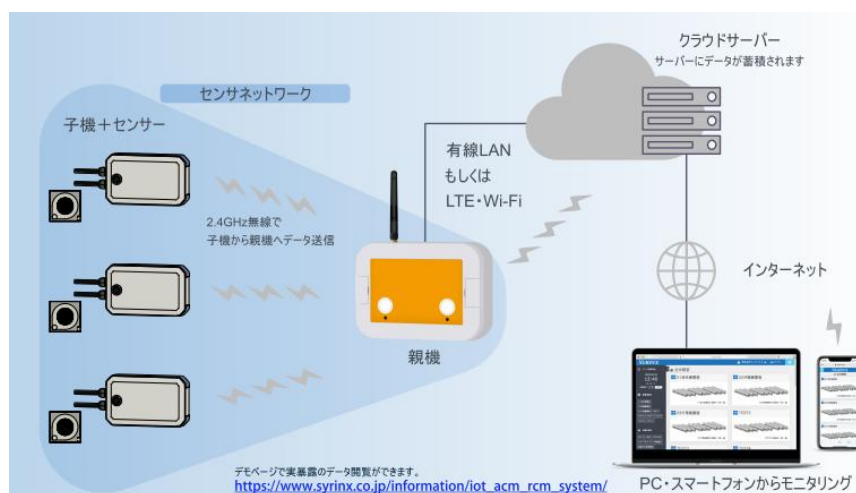 クラウドサーバー
サーバーにデータが蓄積されます
センサネットワーク
子機＋センサー
有線LAN
もしくは
LTE・Wi-Fi
2.4GHz無線で
子機から親機へデータ送信
インターネット
親機
SYRINX
12:40
デモページで実暴露のデータ閲覧ができます。
https://www.syrinx.co.jp/information/iot_acm_rcm_system/
PC・スマートフォンからモニタリング